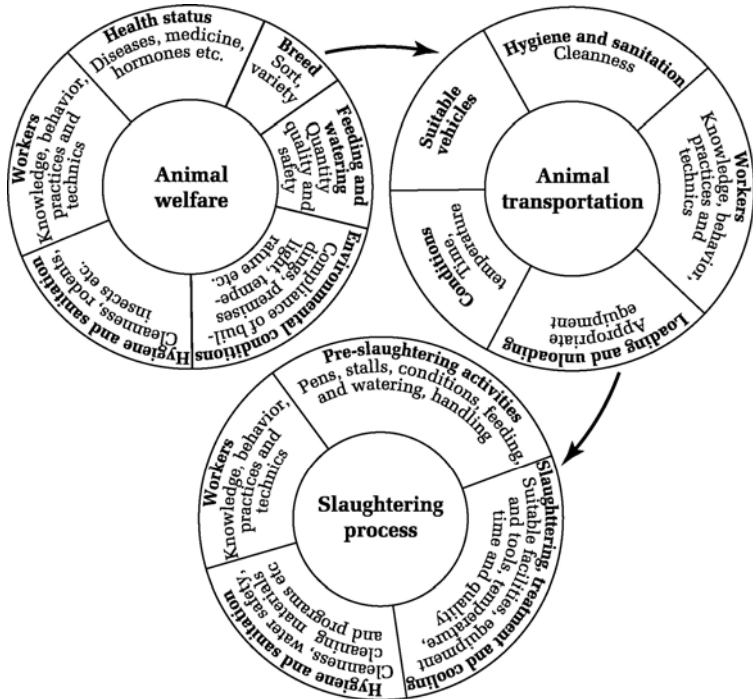 Health status
Diseases, medicine,
hormones etc.
Breed
Sort,
variety
Feeding and
watering
Quantity
quality and
safety
Environmental conditions
Compliance of buil-
dings, premises
light, tempe-
rature etc.
Hygiene and sanitation
Cleanness, rodents,
insects etc.
Workers
Knowledge, behavior,
practices and
technics
Animal
welfare
Hygiene and sanitation
Cleanness
Workers
Knowledge, behavior,
practices and
technics
Loading and unloading
Appropriate
equipment
Conditions
Time,
temperature
Suitable
vehicles
Animal
transportation
Pre-slaughtering activities
Pens, stalls, conditions, feeding,
and watering, handling
Slaughttering, treatment and cooling
Suitable facilities, equipment
and tools, temperature,
time and quality
Hygiene and sanitation
Cleanness, water safety,
cleaning materials
and programs etc
Workers
Knowledge, behavior,
practices and
technics
Slaughtering
process